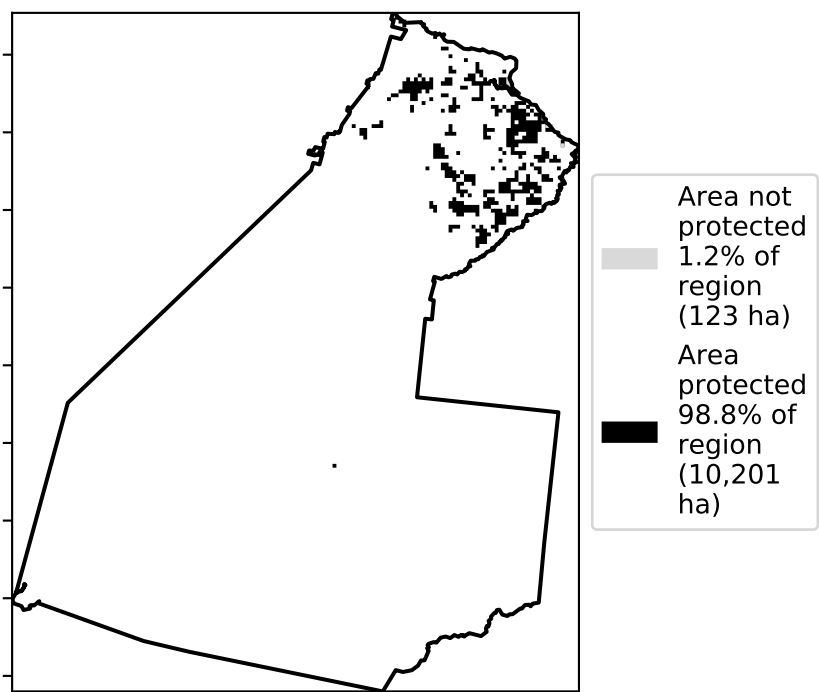 Area not
protected
1.2% of
region
(123 ha)
Area
protected
98.8% of
region
(10,201
ha)